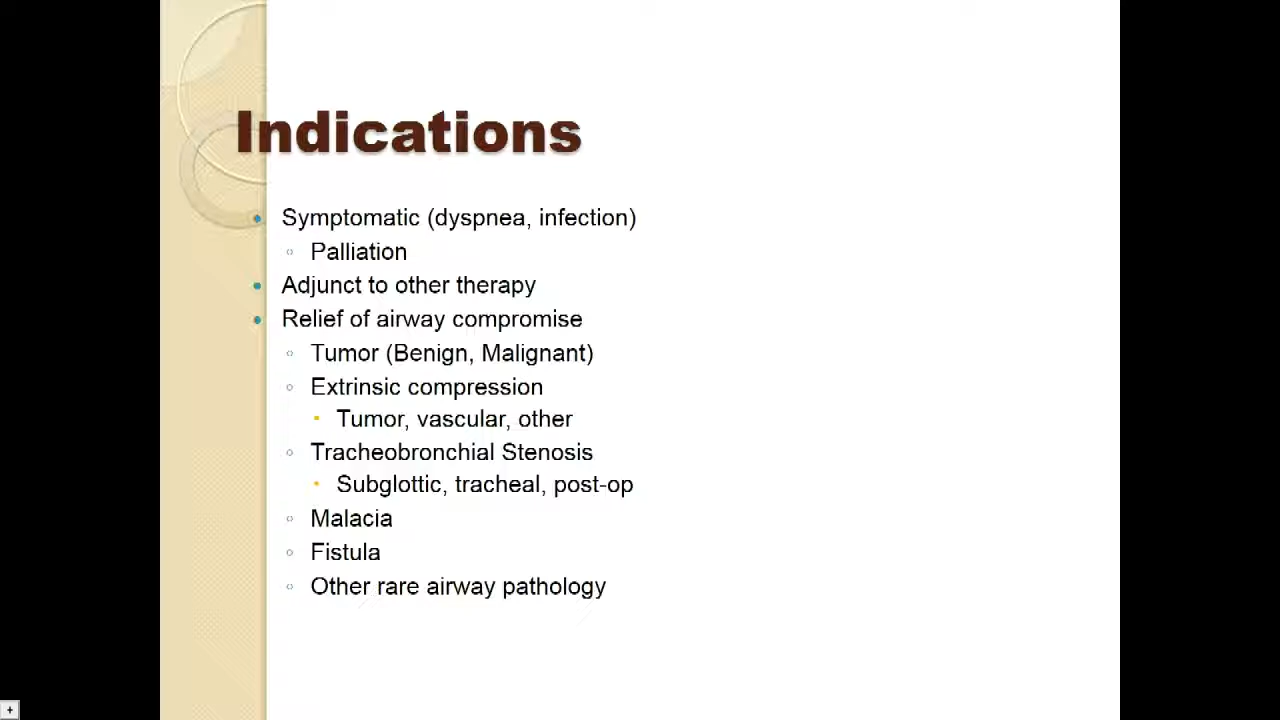 Indications
Symptomatic (dyspnea, infection)
Palliation
Adjunct to other therapy
Relief of airway compromise
Tumor (Benign, Malignant)
Extrinsic compression
Tumor, vascular, other
Tracheobronchial Stenosis
Subglottic, tracheal, post-op
Malacia
Fistula
Other rare airway pathology